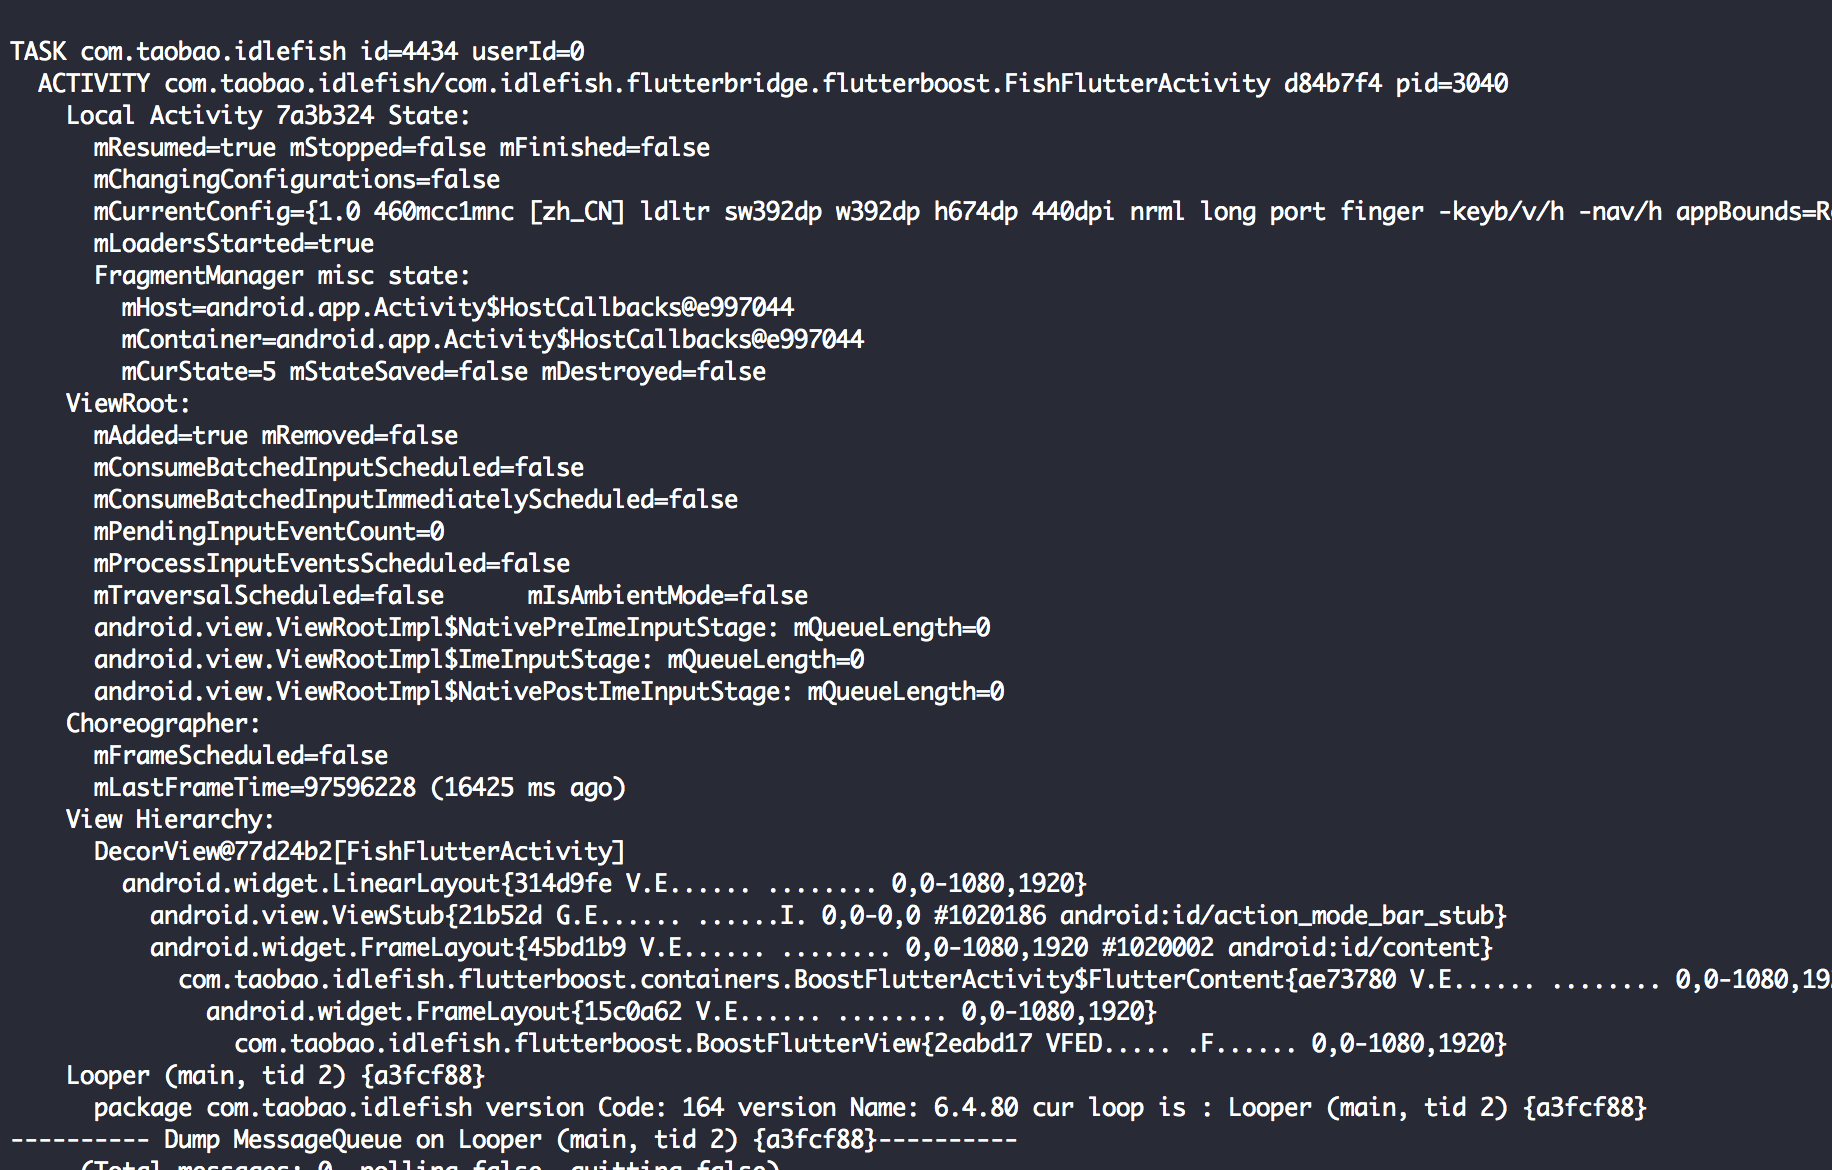 TASK com.taobao.idlefish id=4434 userId=0
ACTIVITY com.taobao.idlefish/com.idlefish.flutterbridge.flutterboost.FishFlutterActivity d84b7f4 pid=3040
Local Activity 7a3b324 State:
mResumed=true mStopped=false mFinished=false
mChangingConfigurations=false
mCurrentConfig={1.0 460mcc1mnc [zh_CN] ldltr sw392dp w392dp h674dp 440dpi nrml long port finger -keyb/v/h -nav/h appBounds=R
mLoadersStarted=true
FragmentManager misc state:
mHost=android.app.Activity$HostCallbacks@e997044
mContainer=android.app.Activity$HostCallbacks@e997044
mCurState=5 mStateSaved=false mDestroyed=false
ViewRoot:
mAdded=true mRemoved=false
mConsumeBatchedInputScheduled=false
mConsumeBatchedInputImmediatelyScheduled=false
mPendingInputEventCount=0
mProcessInputEventsScheduled=false
mTraversalScheduled=false      mIsAmbientMode=false
android.view.ViewRootImpl$NativePreImeInputStage: mQueueLength=0
android.view.ViewRootImpl$ImeInputStage: mQueueLength=0
android.view.ViewRootImpl$NativePostImeInputStage: mQueueLength=0
Choreographer:
mFrameScheduled=false
mLastFrameTime=97596228 (16425 ms ago)
View Hierarchy:
DecorView@77d24b2[FishFlutterActivity]
android.widget.LinearLayout{314d9fe V.E...... ........ 0,0-1080,1920}
android.view.ViewStub{21b52d G.E...... ......I. 0,0-0,0 #1020186 android:id/action_mode_bar_stub}
android.widget.FrameLayout{45bd1b9 V.E...... ........ 0,0-1080,1920 #1020002 android:id/content}
com.taobao.idlefish.flutterboost.containers.BoostFlutterActivity$FlutterContent{ae73780 V.E...... ........ 0,0-1080,19
android.widget.FrameLayout{15c0a62 V.E...... ........ 0,0-1080,1920}
com.taobao.idlefish.flutterboost.BoostFlutterView{2eabd17 VFED..... .F...... 0,0-1080,1920}
Looper (main, tid 2) {a3fcf88}
package com.taobao.idlefish version Code: 164 version Name: 6.4.80 cur loop is : Looper (main, tid 2) {a3fcf88}
---------- Dump MessageQueue on Looper (main, tid 2) {a3fcf88}----------
(Total messages: 0, polling=false, quitting=false)